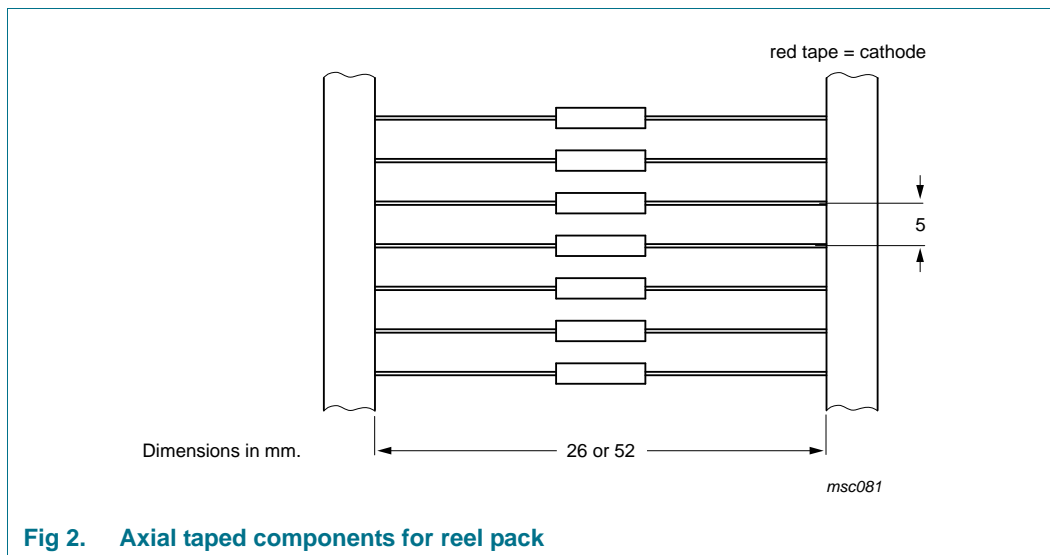 red tape = cathode
5
Dimensions in mm.
26 or 52
msc081
Fig 2. Axial taped components for reel pack